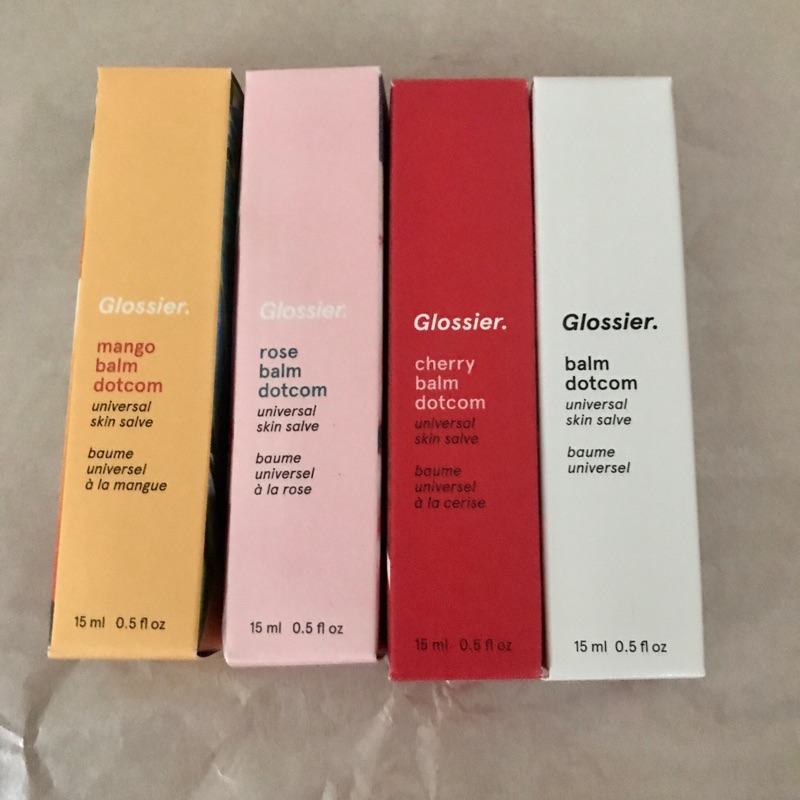 Glossier.
mango
balm
dotcom
universal
skin salve
baume
universel
à la mangue
15 ml 0.5 fl oz
Glossier.
rose
balm
dotcom
universal
skin salve
baume
universel
à la rose
15 ml 0.5 fl oz
Glossier.
cherry
balm
dotcom
universal
skin salve
baume
universel
à la cerise
15 ml 0.5 fl oz
Glossier.
balm
dotcom
universal
skin salve
baume
universel
15 ml 0.5 fl oz